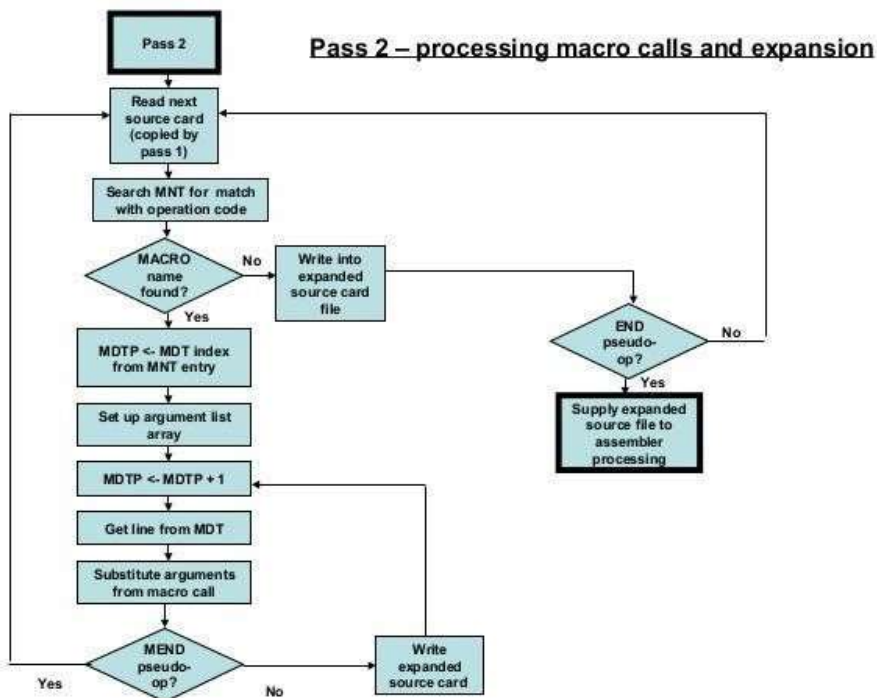 Pass 2
Pass 2 – processing macro calls and expansion
Read next
source card
(copied by
pass 1)
Search MNT for match
with operation code
MACRO
name
found?
No
Write into
expanded
source card
file
Yes
END
pseudo-
op?
No
Yes
MDTP <- MDT index
from MNT entry
Supply expanded
source file to
assembler
processing
Set up argument list
array
MDTP <- MDTP + 1
Get line from MDT
Substitute arguments
from macro call
MEND
pseudo-
op?
Yes
No
Write
expanded
source card